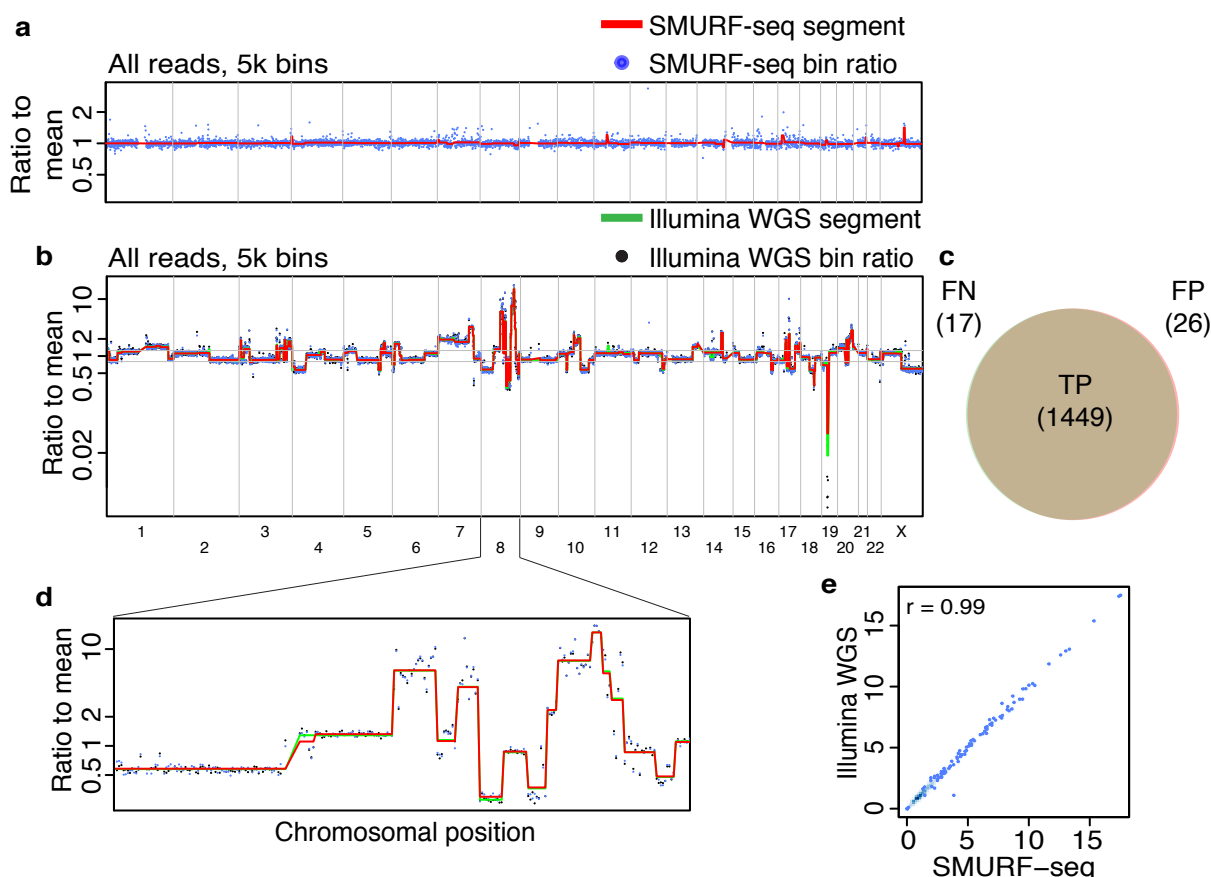 a
SMURF-seq segment
All reads, 5k bins
SMURF-seq bin ratio
Ratio to
mean
2
1
0.5
Illumina WGS segment
b
All reads, 5k bins
Illumina WGS bin ratio
Ratio to mean
10
2
1
0.5
0.02
1 3 5 7 9 11 13 15 17 19 21 X
2 4 6 8 10 12 14 16 18 20 22
c
FN
(17)
FP
(26)
TP
(1449)
d
Ratio to mean
10
2
1
0.5
Chromosomal position
e
r = 0.99
Illumina WGS
15
10
5
0
0 5 10 15
SMURF-seq